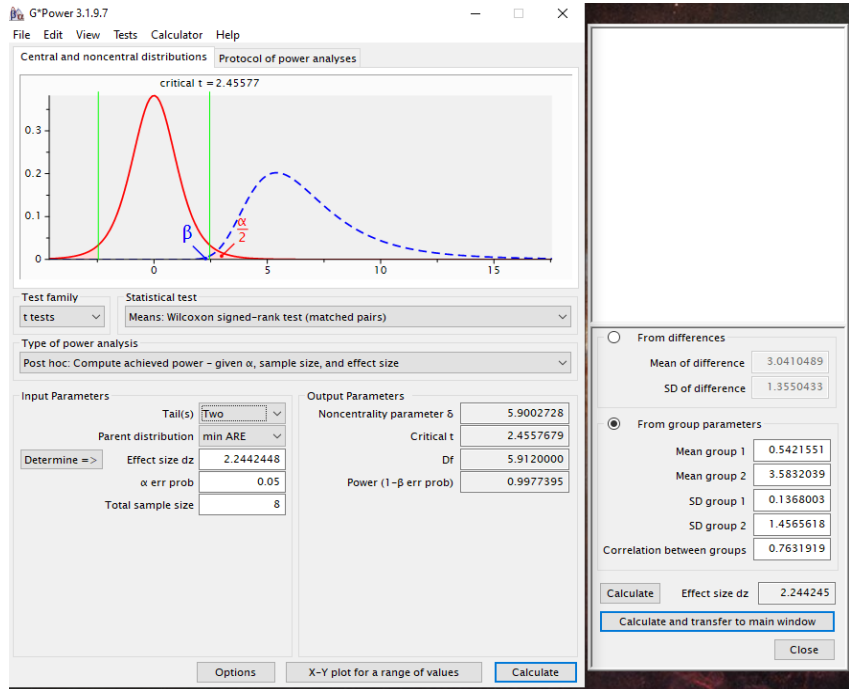 G*Power 3.1.9.7
File Edit View Tests Calculator Help
Central and noncentral distributions Protocol of power analyses
critical t = 2.45577
0.3
0.2
0.1
0
β
α
2
0 5 10 15
Test family
t tests
Statistical test
Means: Wilcoxon signed-rank test (matched pairs)
Type of power analysis
Post hoc: Compute achieved power – given α, sample size, and effect size
Input Parameters
Tail(s) Two
Parent distribution min ARE
Determine => Effect size dz 2.2442448
α err prob 0.05
Total sample size 8
Output Parameters
Noncentrality parameter δ 5.9002728
Critical t 2.4557679
Df 5.9120000
Power (1-β err prob) 0.9977395
Options X-Y plot for a range of values Calculate
From differences
Mean of difference 3.0410489
SD of difference 1.3550433
From group parameters
Mean group 1 0.5421551
Mean group 2 3.5832039
SD group 1 0.1368003
SD group 2 1.4565618
Correlation between groups 0.7631919
Calculate Effect size dz 2.244245
Calculate and transfer to main window
Close